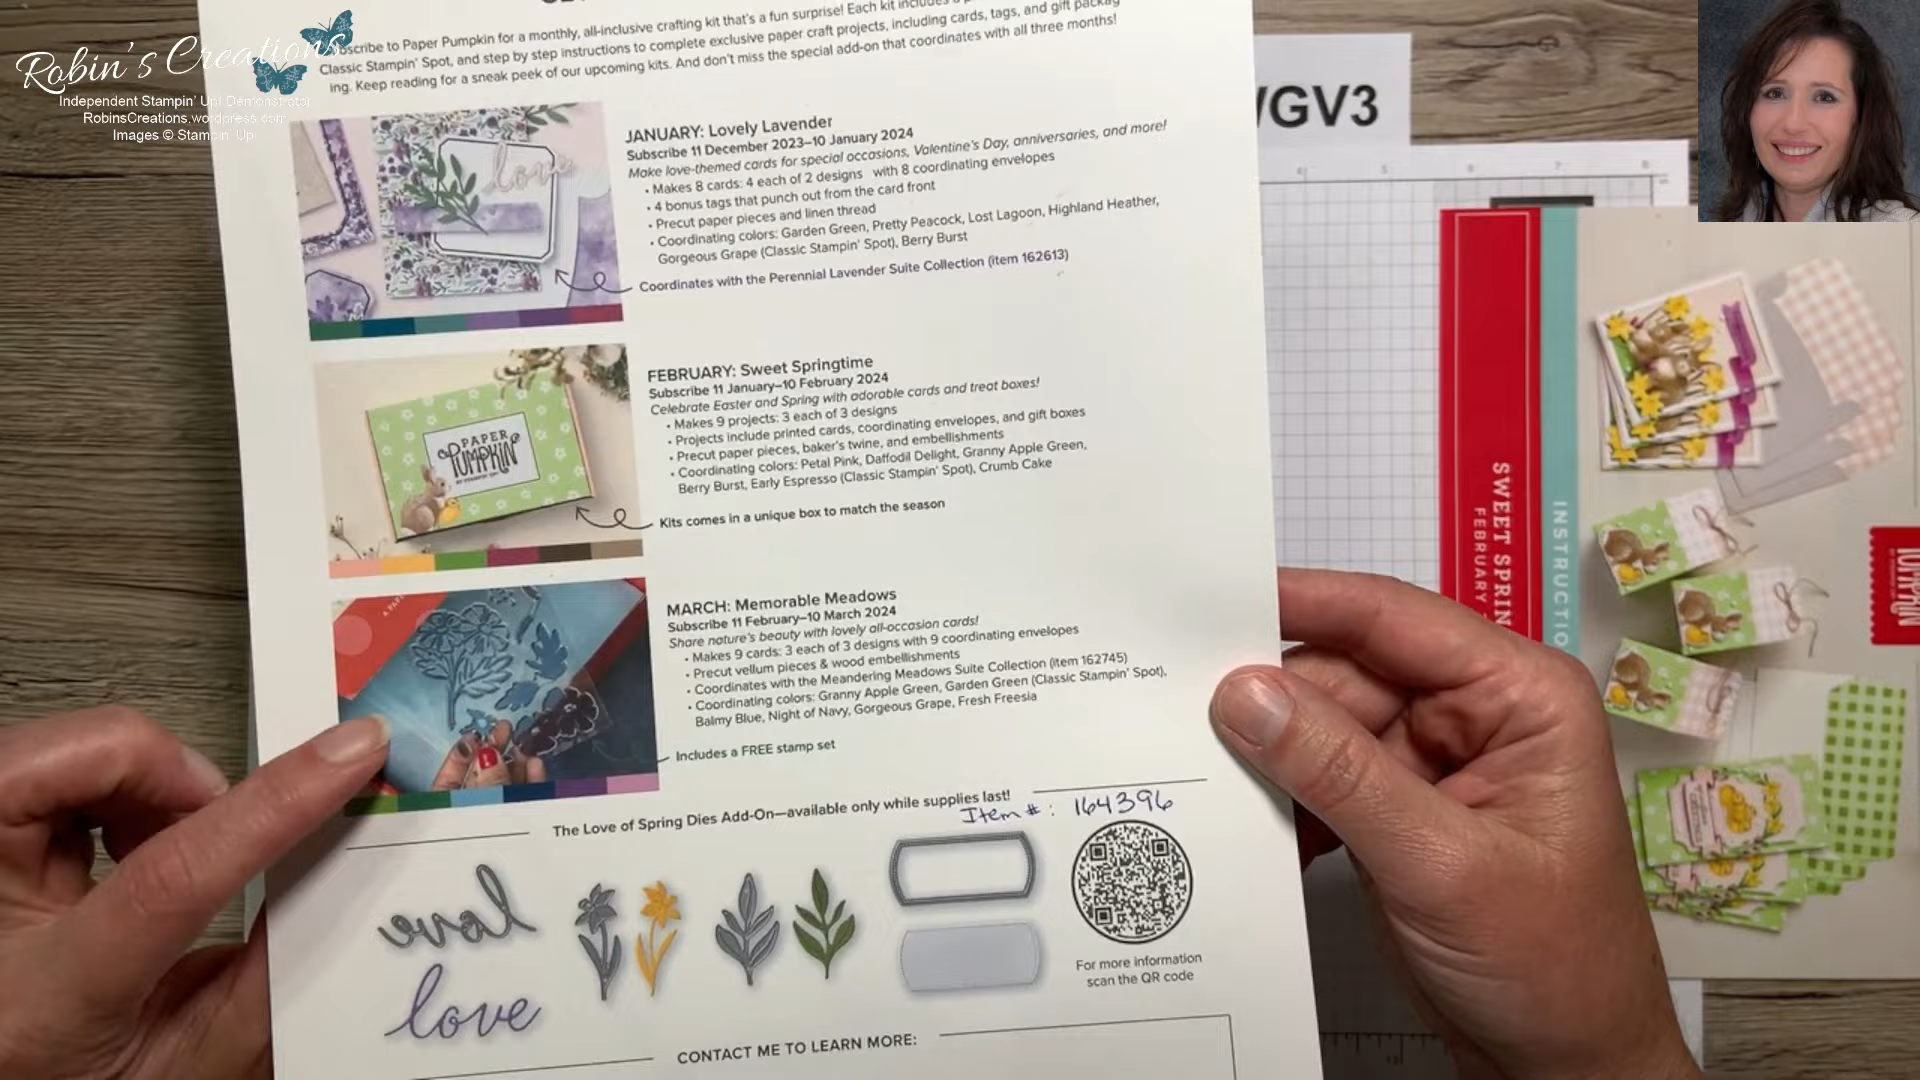 Robin's Creations
Independent Stampin' Up! Demonstrator
RobinsCreations.wordpress.com
Images © Stampin' Up!
scribe to Paper Pumpkin for a monthly, all-inclusive crafting kit that's a fun surprise! Each kit includes
Classic Stampin' Spot, and step by step instructions to complete exclusive paper craft projects, including cards, tags, and gift packag
ing. Keep reading for a sneak peek of our upcoming kits. And don't miss the special add-on that coordinates with all three months!
love
JANUARY: Lovely Lavender
Subscribe 11 December 2023–10 January 2024
Make love-themed cards for special occasions, Valentine's Day, anniversaries, and more!
• Makes 8 cards: 4 each of 2 designs with 8 coordinating envelopes
• 4 bonus tags that punch out from the card front
• Precut paper pieces and linen thread
• Coordinating colors: Garden Green, Pretty Peacock, Lost Lagoon, Highland Heather,
Gorgeous Grape (Classic Stampin' Spot), Berry Burst
Coordinates with the Perennial Lavender Suite Collection (item 162613)
PAPER
PUMPKIN
FEBRUARY: Sweet Springtime
Subscribe 11 January–10 February 2024
Celebrate Easter and Spring with adorable cards and treat boxes!
• Makes 9 projects: 3 each of 3 designs
• Projects include printed cards, coordinating envelopes, and gift boxes
• Precut paper pieces, baker's twine, and embellishments
• Coordinating colors: Petal Pink, Daffodil Delight, Granny Apple Green,
Berry Burst, Early Espresso (Classic Stampin' Spot), Crumb Cake
Kits comes in a unique box to match the season
MARCH: Memorable Meadows
Subscribe 11 February–10 March 2024
Share nature's beauty with lovely all-occasion cards!
• Makes 9 cards: 3 each of 3 designs with 9 coordinating envelopes
• Precut vellum pieces & wood embellishments
• Coordinates with the Meandering Meadows Suite Collection (item 162745)
• Coordinating colors: Granny Apple Green, Garden Green (Classic Stampin' Spot),
Balmy Blue, Night of Navy, Gorgeous Grape, Fresh Freesia
Includes a FREE stamp set
The Love of Spring Dies Add-On—available only while supplies last!
Item #: 164396
love
love
For more information
scan the QR code
CONTACT ME TO LEARN MORE:
GV3
SWEET SPRIN
FEBRUARY
INSTRUCTIO